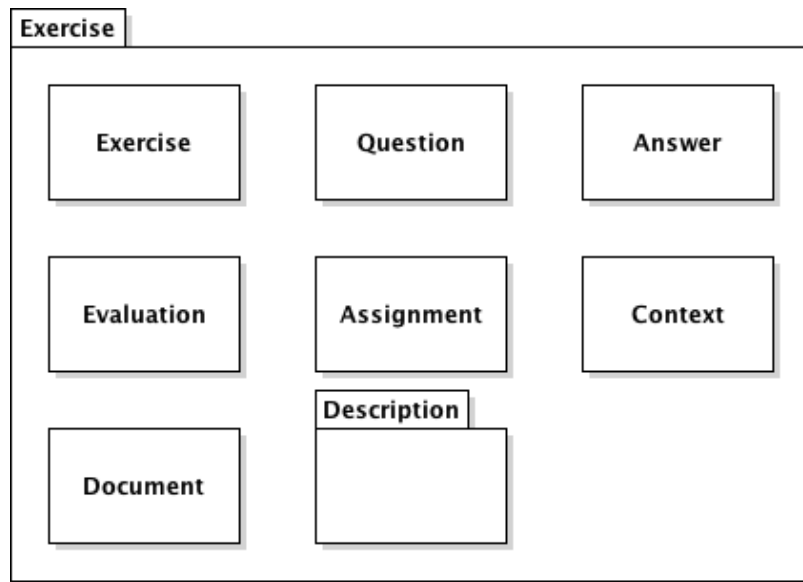 Exercise
Exercise
Question
Answer
Evaluation
Assignment
Context
Description
Document